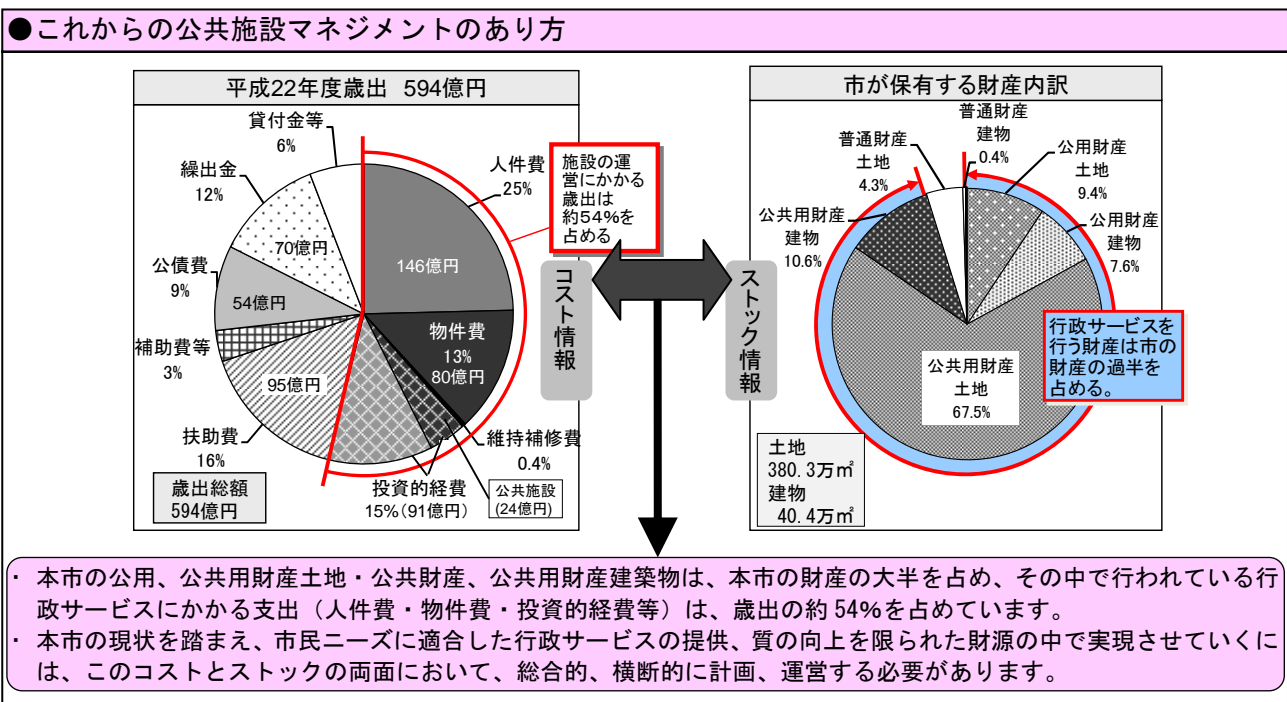 ●これからの公共施設マネジメントのあり方
平成22年度歳出 594億円
貸付金等
6%
繰出金
12%
70億円
公債費
9%
54億円
補助費等
3%
95億円
扶助費
16%
歳出総額
594億円
人件費
25%
146億円
物件費
13%
80億円
維持補修費
0.4%
投資的経費
15%(91億円)
公共施設
(24億円)
施設の運
営にかかる
歳出は
約54%を
占める
コスト情報
ストック情報
市が保有する財産内訳
普通財産
建物
0.4%
普通財産
土地
4.3%
公用財産
土地
9.4%
公共用財産
建物
10.6%
公用財産
建物
7.6%
行政サービスを
行う財産は市の
財産の過半を
占める。
公共用財産
土地
67.5%
土地
380.3万㎡
建物
40.4万㎡
・ 本市の公用、公共用財産土地・公共財産、公共用財産建築物は、本市の財産の大半を占め、その中で行われている行
政サービスにかかる支出（人件費・物件費・投資的経費等）は、歳出の約 54%を占めています。
・ 本市の現状を踏まえ、市民ニーズに適合した行政サービスの提供、質の向上を限られた財源の中で実現させていくに
は、このコストとストックの両面において、総合的、横断的に計画、運営する必要があります。